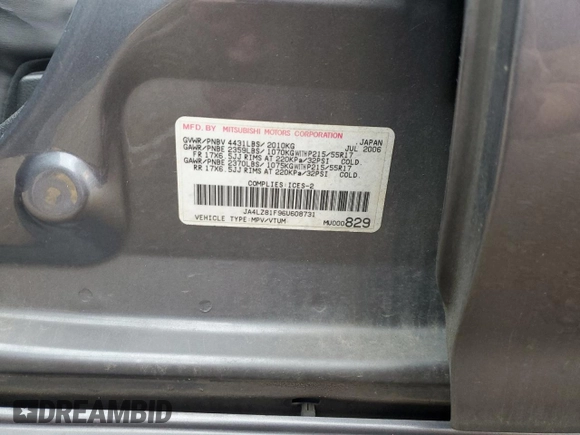 MFD. BY MITSUBISHI MOTORS CORPORATION JAPAN
GVWR/PNBV 4431LBS/2010KG JUL 2006
GAWR/PNBE 2359LBS/1070KG WITH P215/55R17
FR 17X6.5JJ RIMS AT 220KPa/32PSI COLD.
GAWR/PNBE 2370LBS/1075KG WITH P215/55R17
RR 17X6.5JJ RIMS AT 220KPa/32PSI COLD.
COMPLIES:ICES-2
JA4LZ81F96U608731
VEHICLE TYPE:MPV/VTUM MU000829
DREAMBID